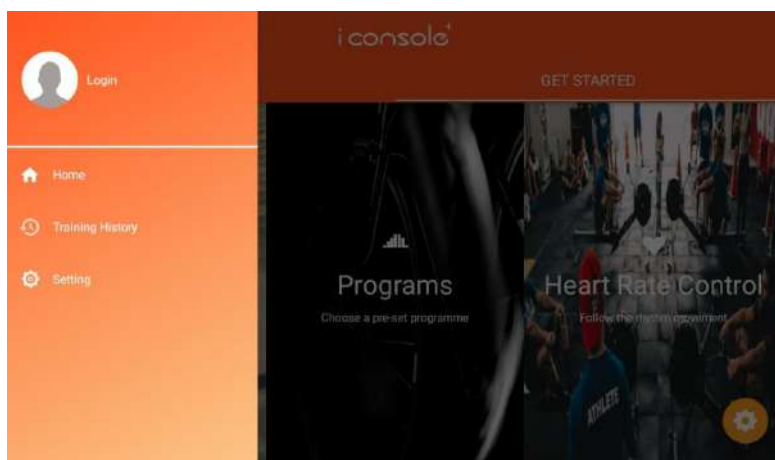 Login
Home
Training History
Setting
i console+
GET STARTED
Programs
Choose a pre-set programme
Heart Rate Control
Follow the rhythm movement
ATHLETE